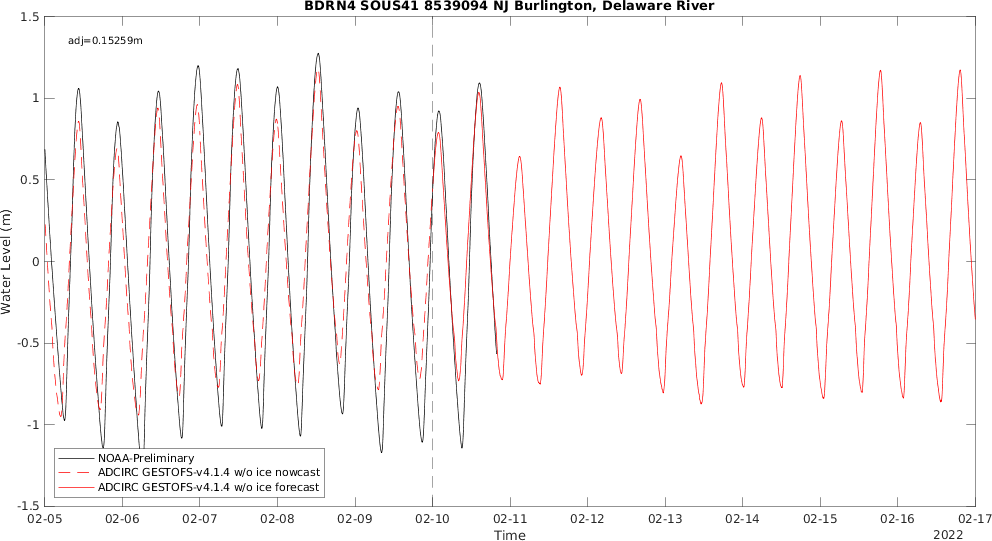 BDRN4 SOUS41 8539094 NJ Burlington, Delaware River
adj=0.15259m
1.5
1
0.5
0
-0.5
-1
-1.5
Water Level (m)
NOAA-Preliminary
ADCIRC GESTOFS-v4.1.4 w/o ice nowcast
ADCIRC GESTOFS-v4.1.4 w/o ice forecast
02-05 02-06 02-07 02-08 02-09 02-10 02-11 02-12 02-13 02-14 02-15 02-16 02-17
Time
2022